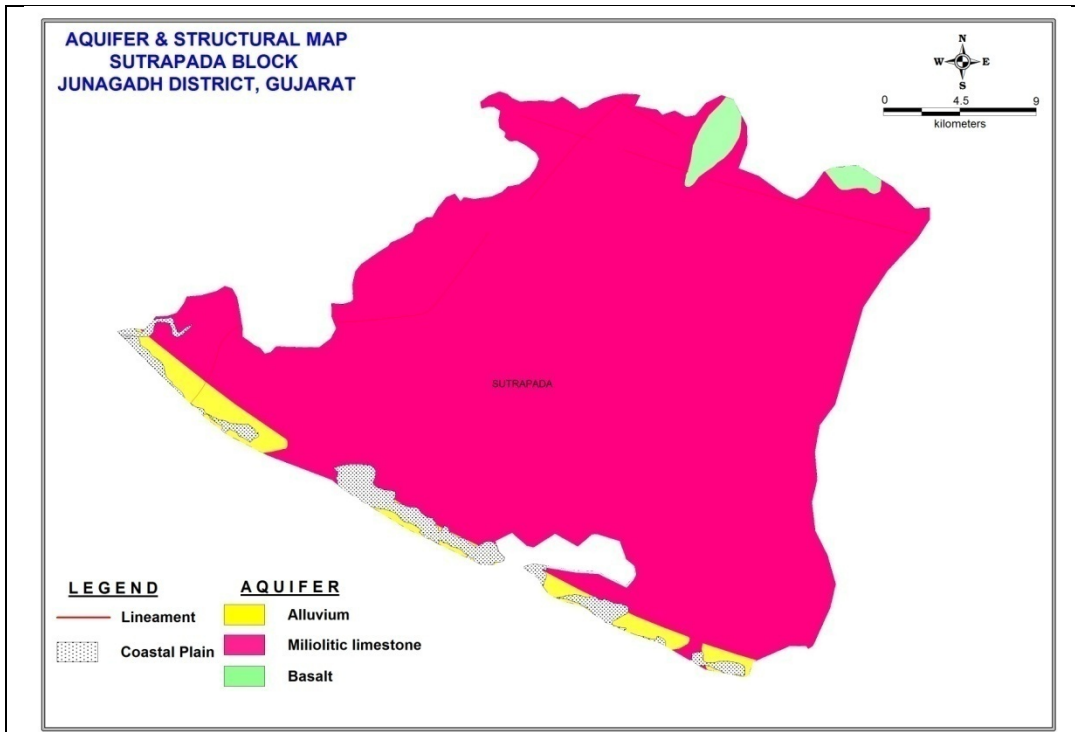 AQUIFER & STRUCTURAL MAP
SUTRAPADA BLOCK
JUNAGADH DISTRICT, GUJARAT
N
W E
S
0 4.5 9
kilometers
SUTRAPADA
LEGEND
Lineament
Coastal Plain
AQUIFER
Alluvium
Miliolitic limestone
Basalt